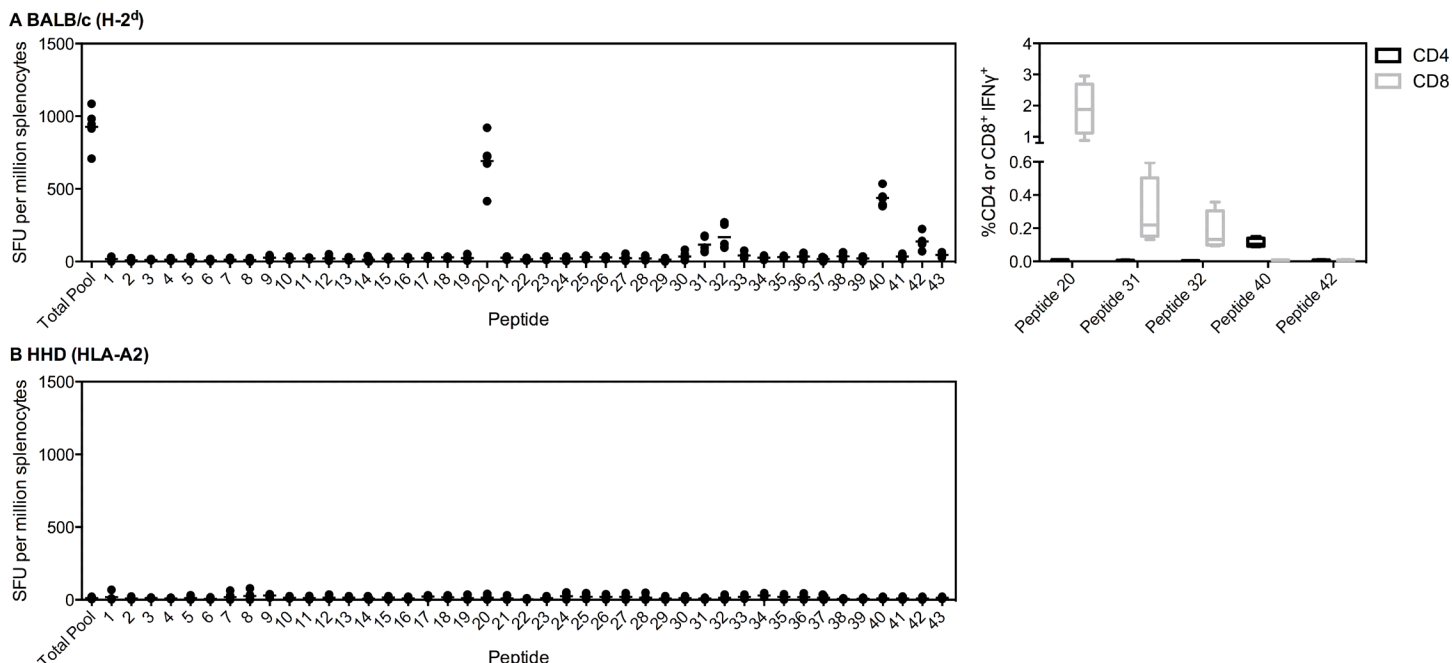 A BALB/c (H-2ᵈ)
SFU per million splenocytes
1500
1000
500
0
Total Pool 1 2 3 4 5 6 7 8 9 10 11 12 13 14 15 16 17 18 19 20 21 22 23 24 25 26 27 28 29 30 31 32 33 34 35 36 37 38 39 40 41 42 43
Peptide
%CD4 or CD8⁺ IFNγ⁺
4
3
2
1
0.6
0.4
0.2
0.0
Peptide 20 Peptide 31 Peptide 32 Peptide 40 Peptide 42
CD4
CD8
B HHD (HLA-A2)
SFU per million splenocytes
1500
1000
500
0
Total Pool 1 2 3 4 5 6 7 8 9 10 11 12 13 14 15 16 17 18 19 20 21 22 23 24 25 26 27 28 29 30 31 32 33 34 35 36 37 38 39 40 41 42 43
Peptide